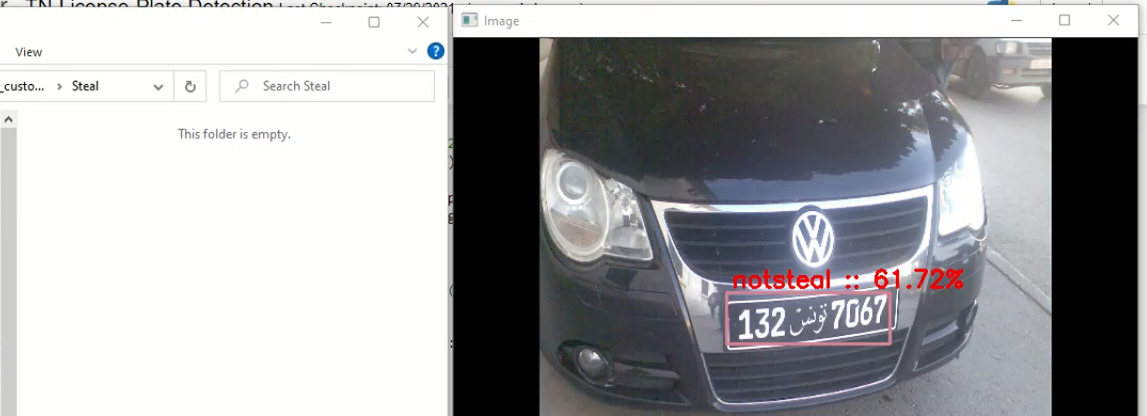 TN License Plate Detection Last Checkpoint: 07/29/2021
View
_custo... > Steal
Search Steal
This folder is empty.
Image
notsteal :: 61.72%
132 تونس 7067